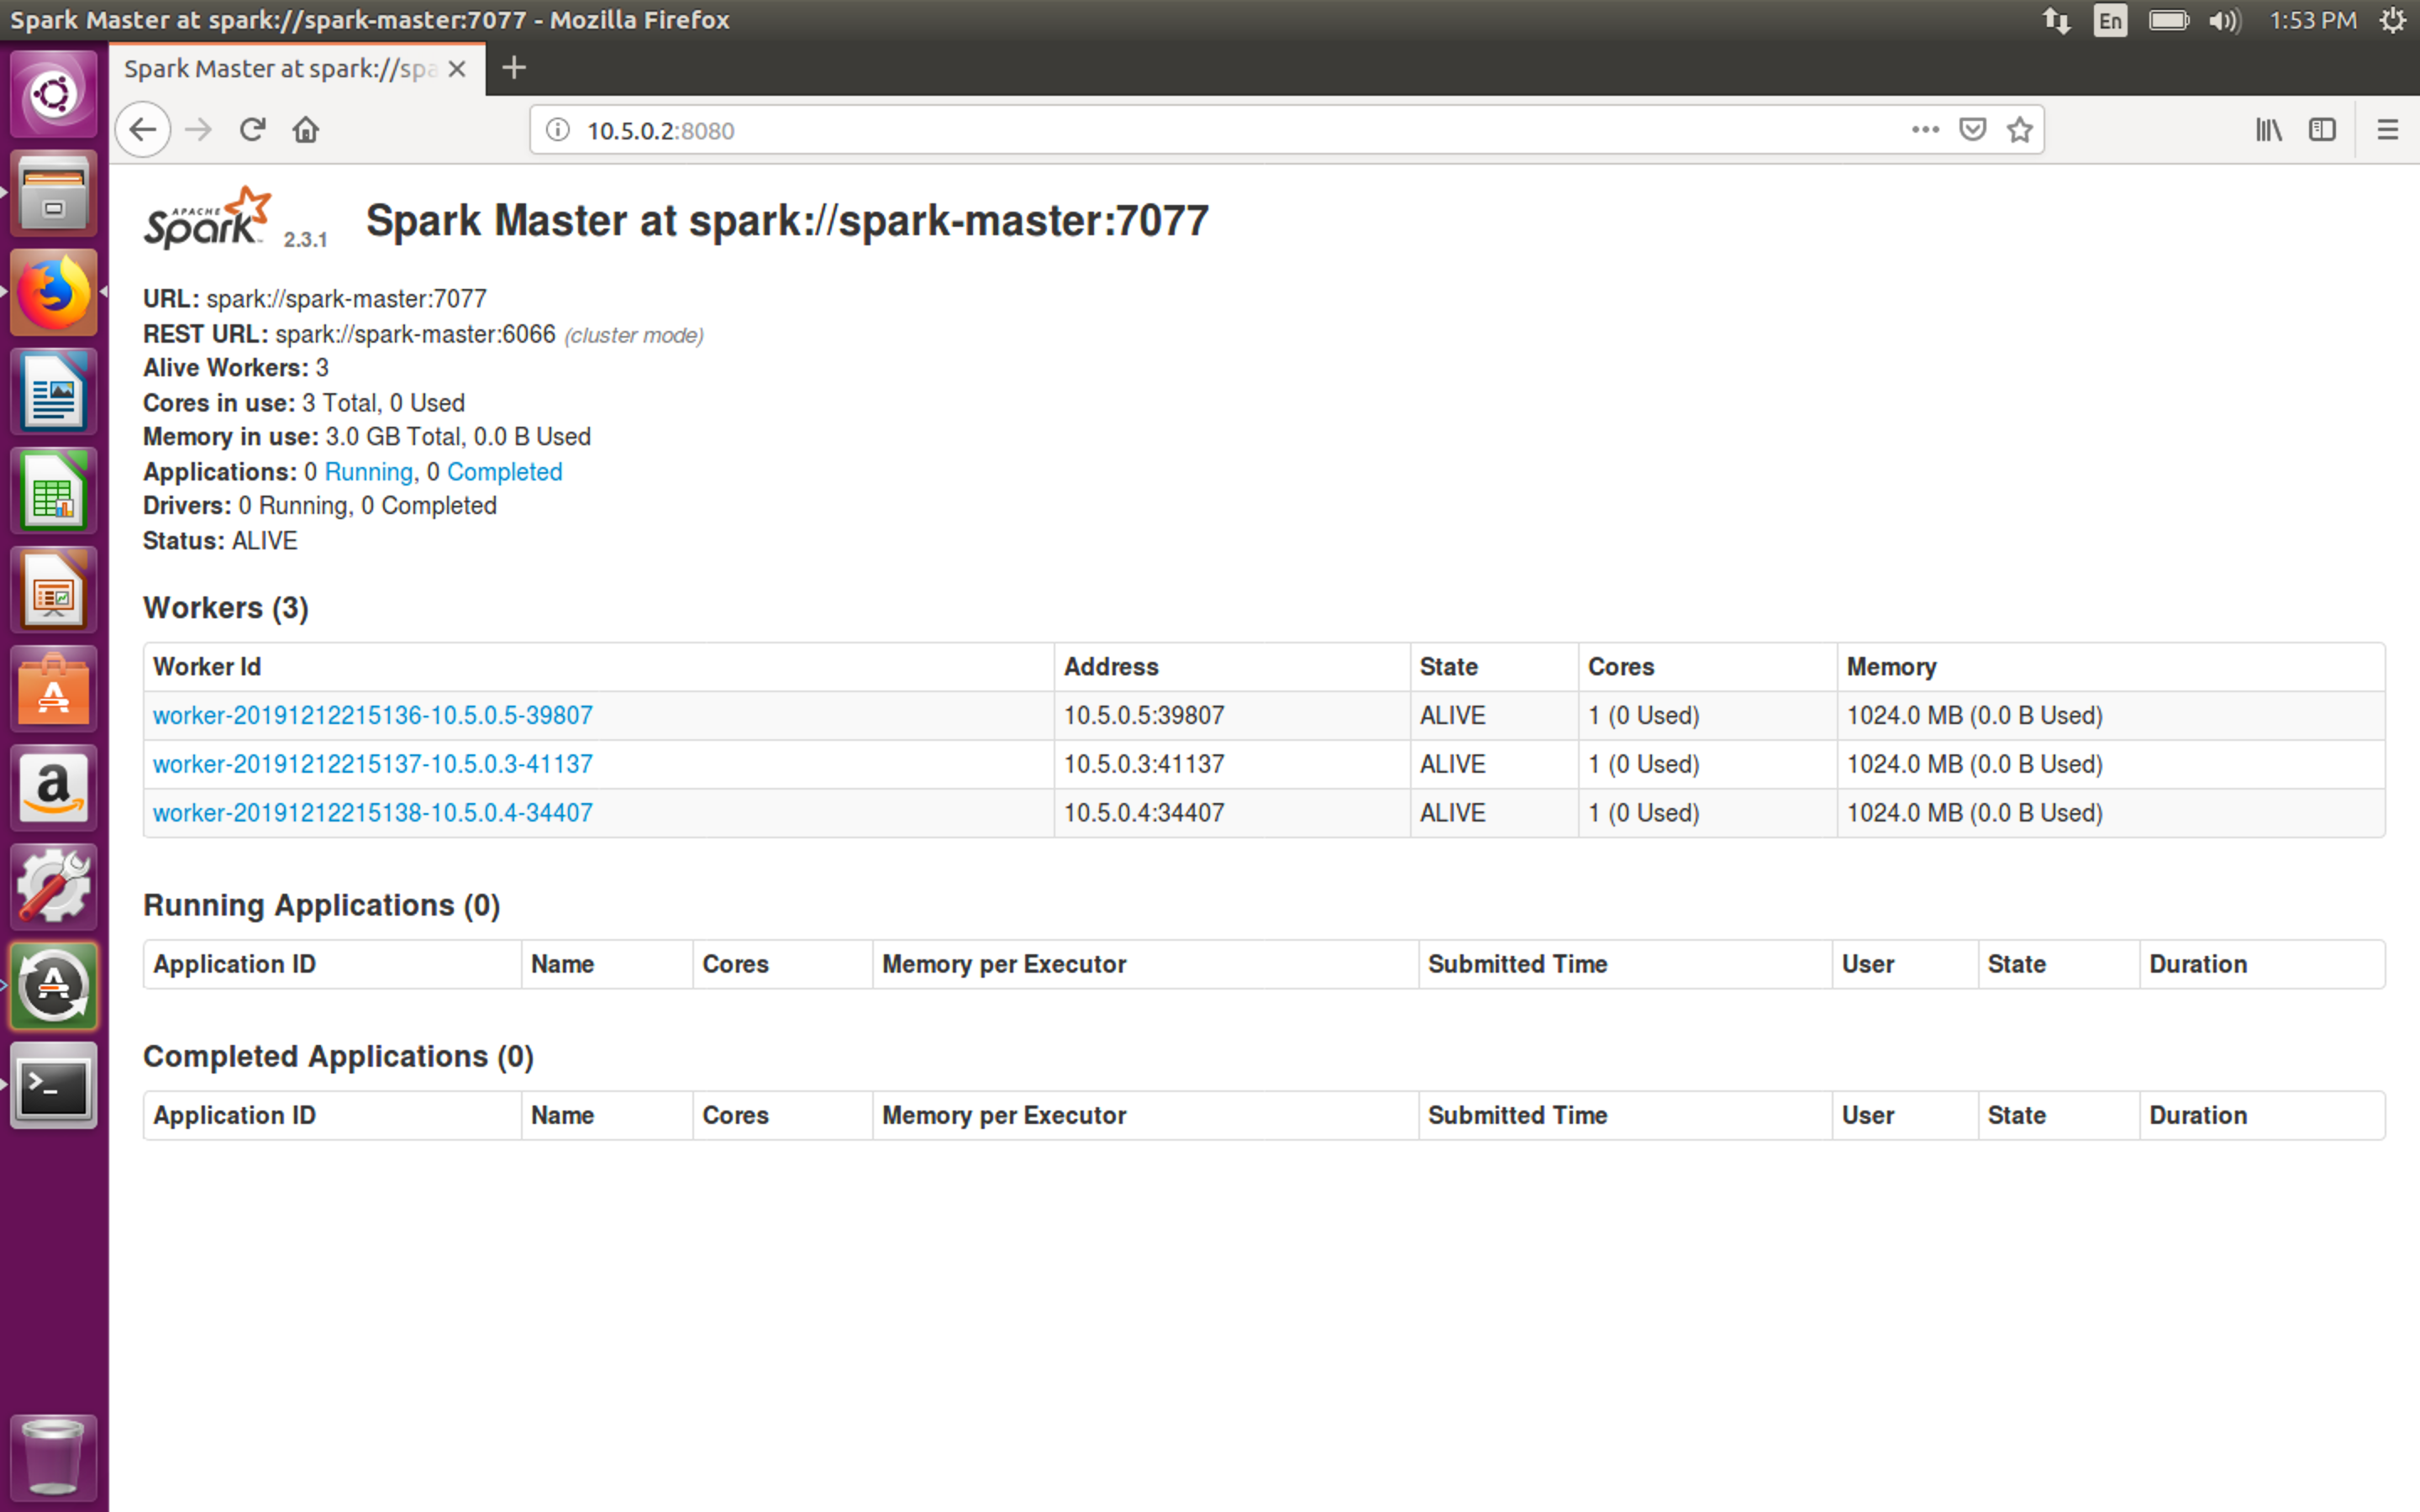 Spark Master at spark://spark-master:7077 - Mozilla Firefox
En
1:53 PM
Spark Master at spark://spa
10.5.0.2:8080
APACHE
Spark 2.3.1
Spark Master at spark://spark-master:7077
URL: spark://spark-master:7077
REST URL: spark://spark-master:6066 (cluster mode)
Alive Workers: 3
Cores in use: 3 Total, 0 Used
Memory in use: 3.0 GB Total, 0.0 B Used
Applications: 0 Running, 0 Completed
Drivers: 0 Running, 0 Completed
Status: ALIVE
Workers (3)
Worker Id Address State Cores Memory
worker-20191212215136-10.5.0.5-39807 10.5.0.5:39807 ALIVE 1 (0 Used) 1024.0 MB (0.0 B Used)
worker-20191212215137-10.5.0.3-41137 10.5.0.3:41137 ALIVE 1 (0 Used) 1024.0 MB (0.0 B Used)
worker-20191212215138-10.5.0.4-34407 10.5.0.4:34407 ALIVE 1 (0 Used) 1024.0 MB (0.0 B Used)
Running Applications (0)
Application ID Name Cores Memory per Executor Submitted Time User State Duration
Completed Applications (0)
Application ID Name Cores Memory per Executor Submitted Time User State Duration